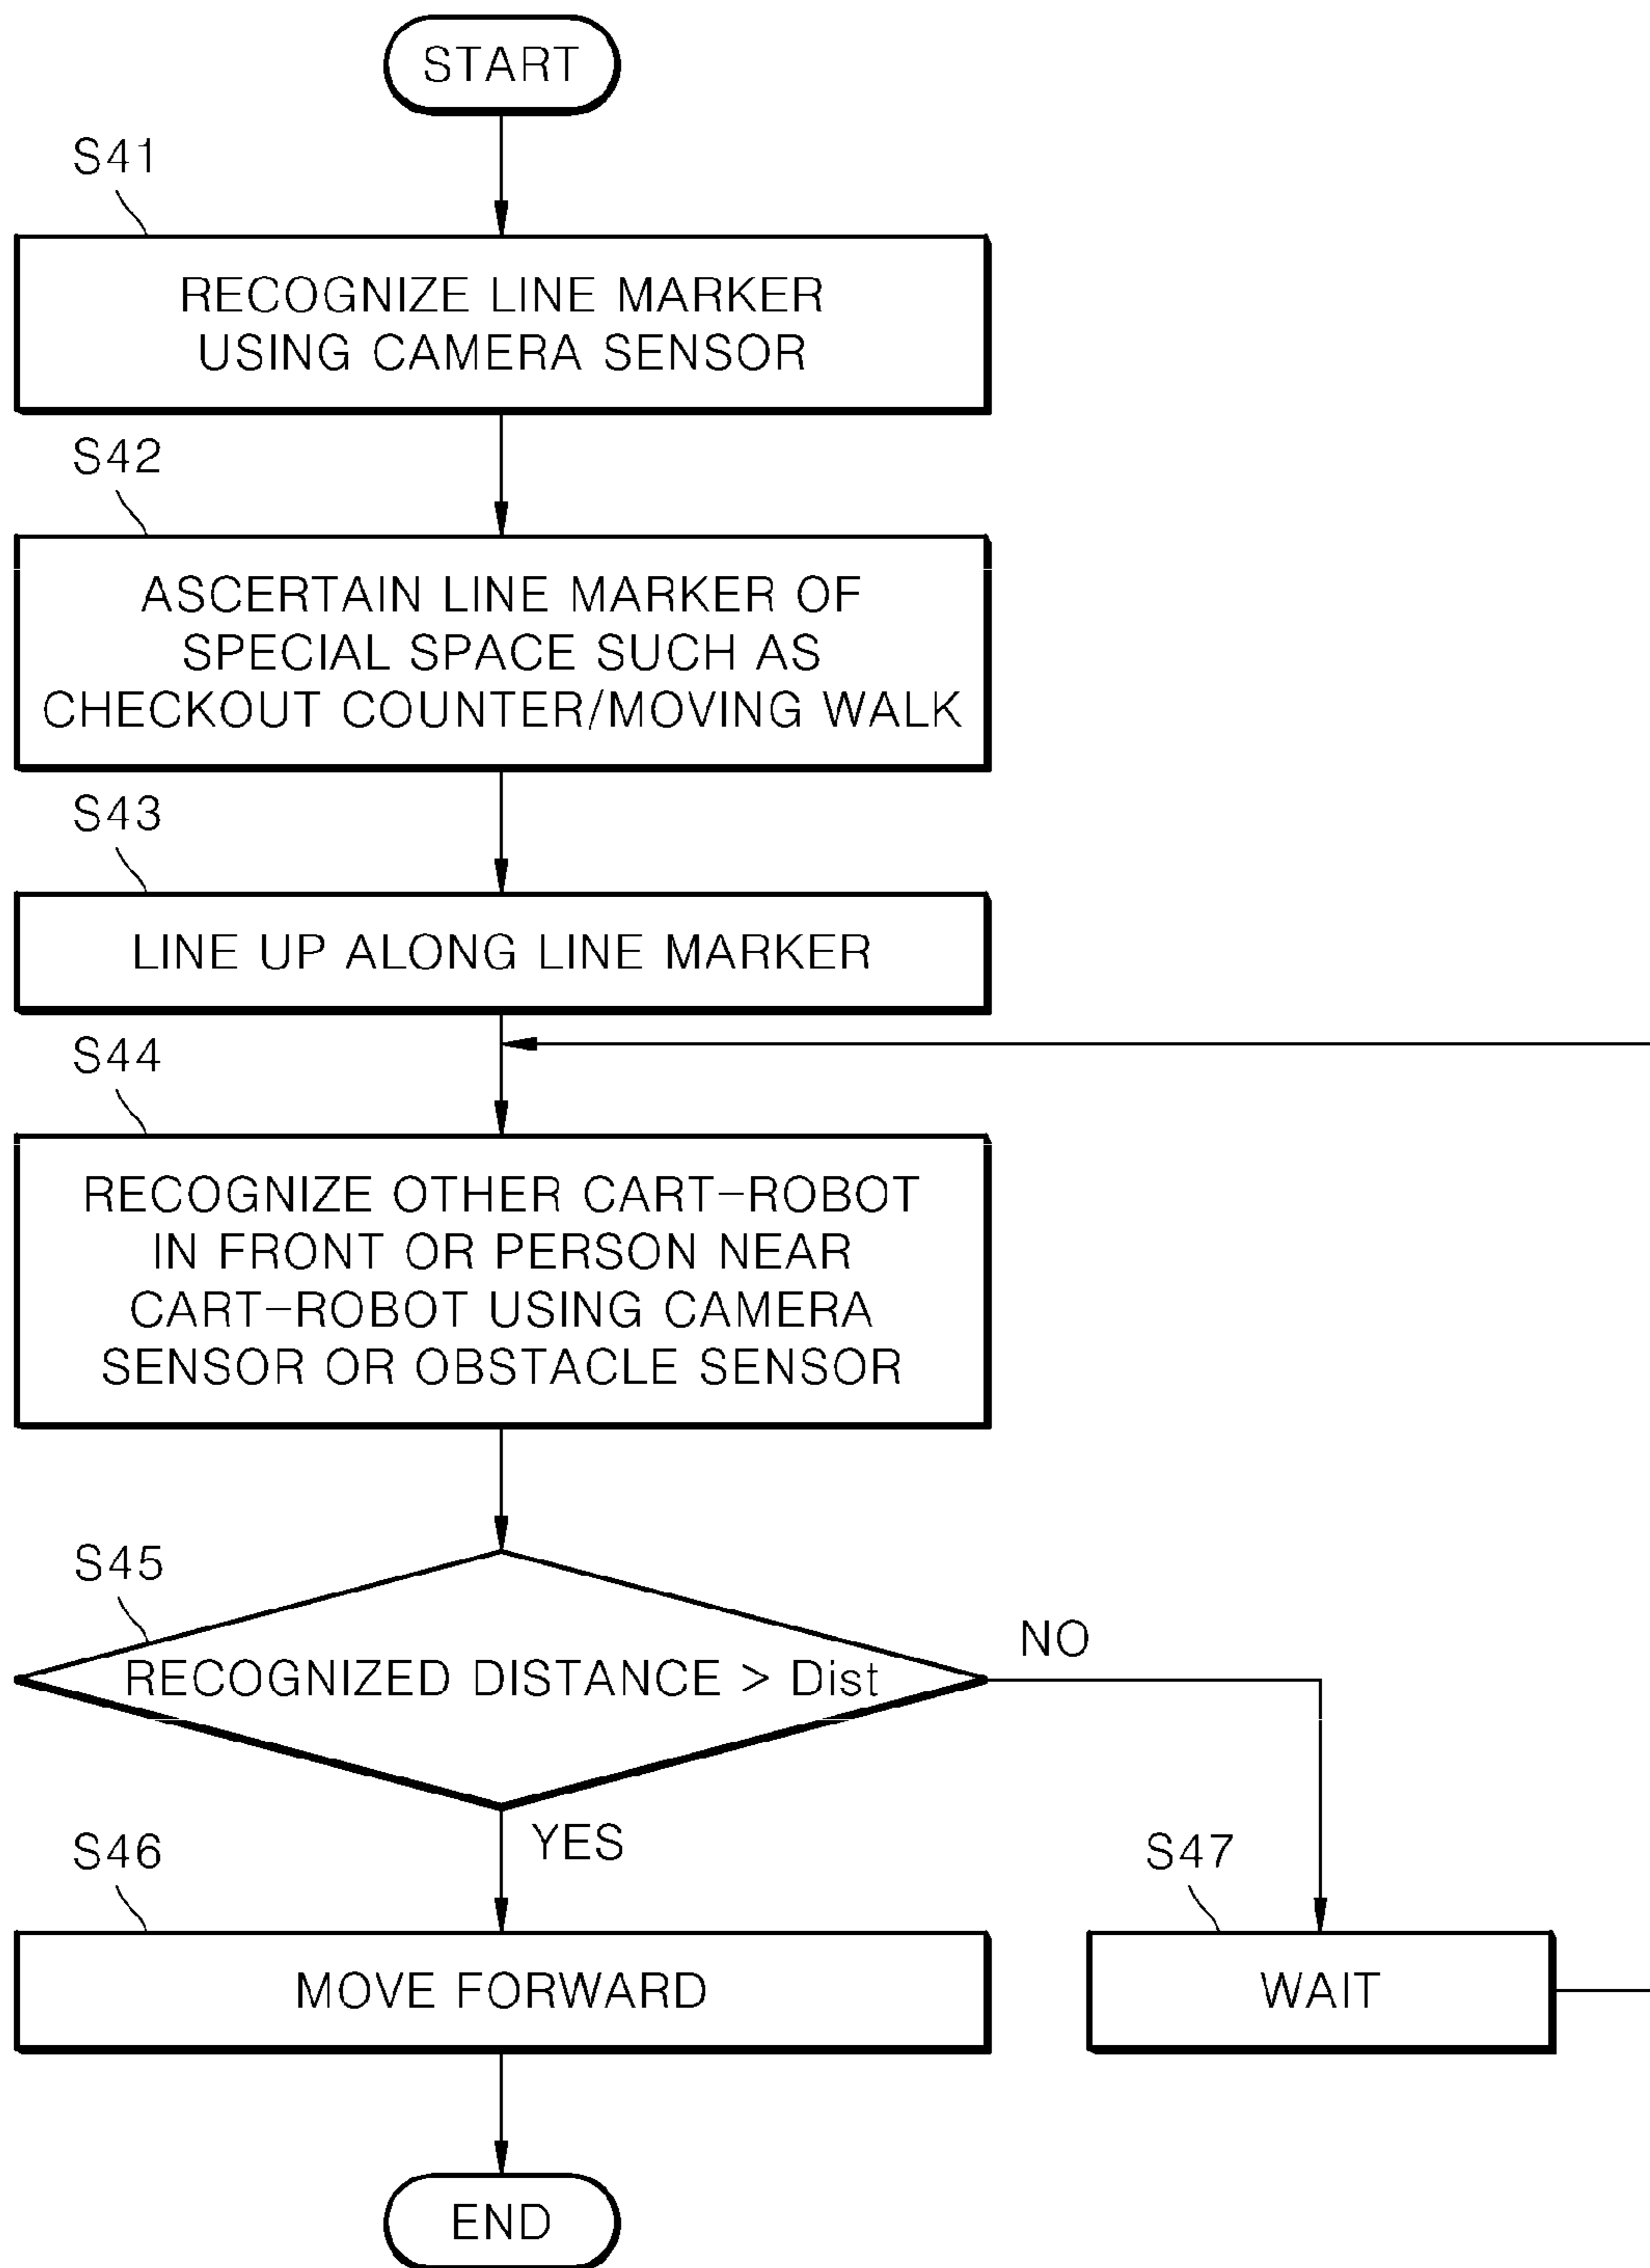 START
S41
RECOGNIZE LINE MARKER
USING CAMERA SENSOR
S42
ASCERTAIN LINE MARKER OF
SPECIAL SPACE SUCH AS
CHECKOUT COUNTER/MOVING WALK
S43
LINE UP ALONG LINE MARKER
S44
RECOGNIZE OTHER CART-ROBOT
IN FRONT OR PERSON NEAR
CART-ROBOT USING CAMERA
SENSOR OR OBSTACLE SENSOR
S45
RECOGNIZED DISTANCE > Dist
NO
YES
S46
MOVE FORWARD
S47
WAIT
END